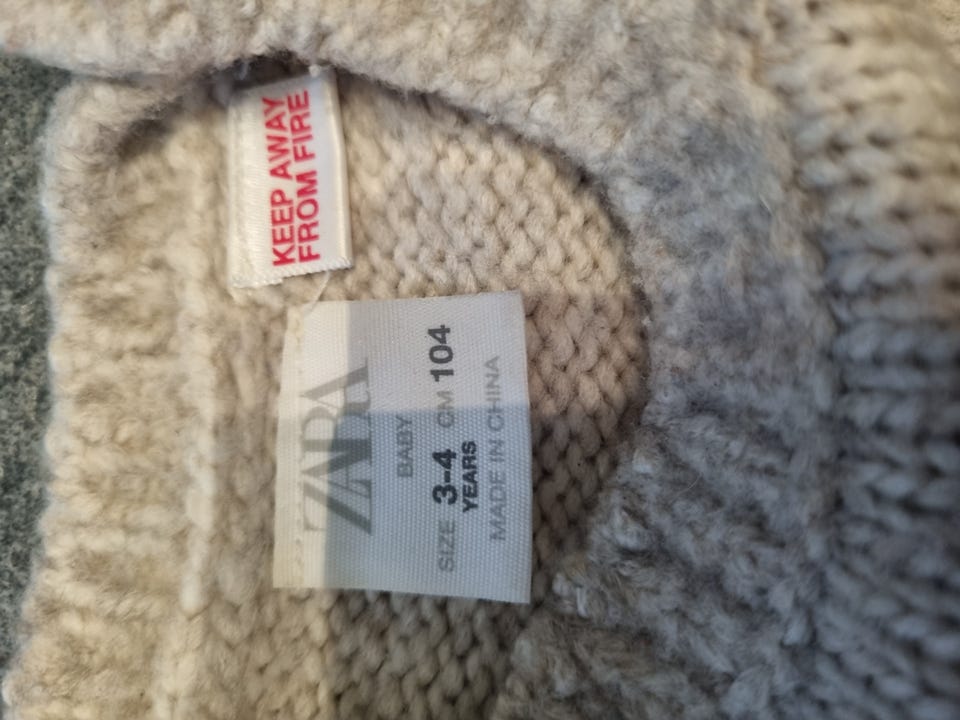 KEEP AWAY
FROM FIRE
ZARA
BABY
SIZE 3-4 CM 104
YEARS
MADE IN CHINA